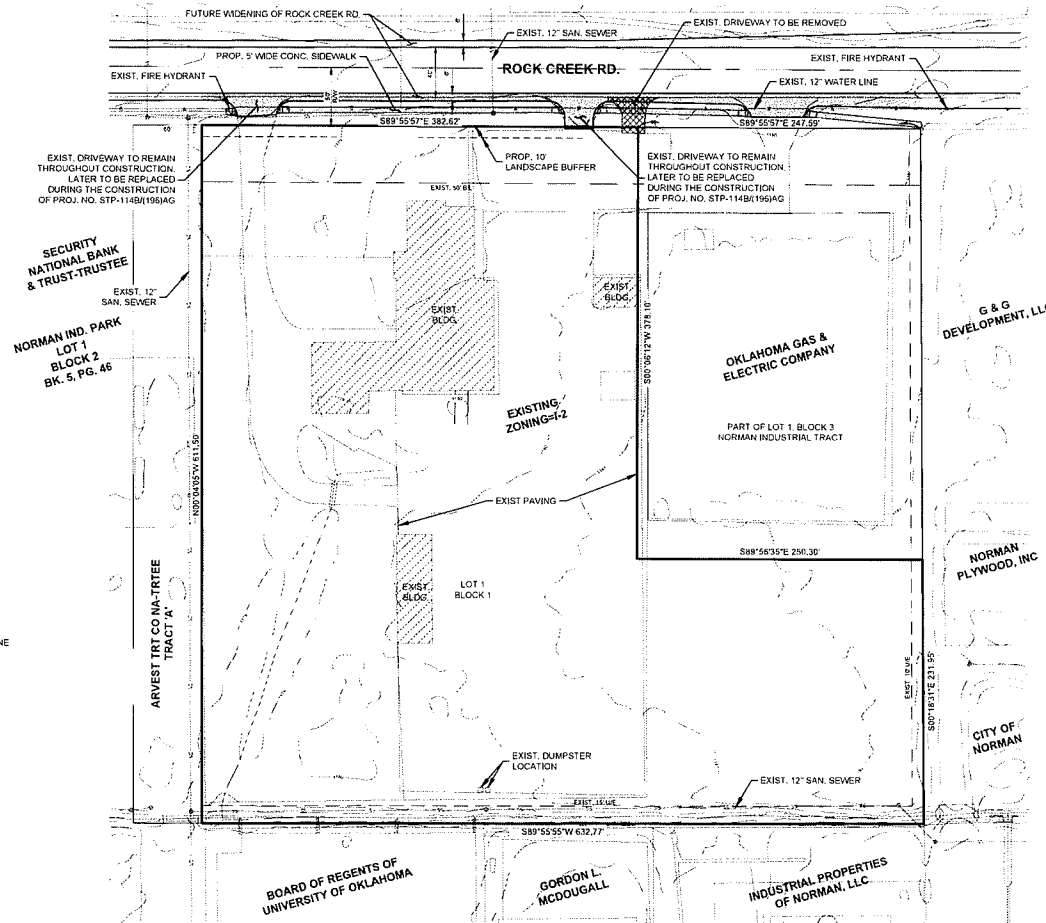 FUTURE WIDENING OF ROCK CREEK RD.
EXIST. 12" SAN. SEWER
EXIST. DRIVEWAY TO BE REMOVED
PROP. 5' WIDE CONC. SIDEWALK
ROCK CREEK RD.
EXIST. FIRE HYDRANT
EXIST. FIRE HYDRANT
EXIST. 12" WATER LINE
40'
S89°55'57"E 382.62'
S89°55'57"E 247.59'
60'
EXIST. DRIVEWAY TO REMAIN
THROUGHOUT CONSTRUCTION.
LATER TO BE REPLACED
DURING THE CONSTRUCTION
OF PROJ. NO. STP-114B/(196)AG
PROP. 10'
LANDSCAPE BUFFER
EXIST. DRIVEWAY TO REMAIN
THROUGHOUT CONSTRUCTION.
LATER TO BE REPLACED
DURING THE CONSTRUCTION
OF PROJ. NO. STP-114B/(196)AG
EXIST. 50' B/L
SECURITY
NATIONAL BANK
& TRUST-TRUSTEE
EXIST. 12"
SAN. SEWER
NORMAN IND. PARK
LOT 1
BLOCK 2
BK. 5, PG. 46
EXIST.
BLDG.
EXIST.
BLDG.
S00°06'12"W 378.10'
OKLAHOMA GAS &
ELECTRIC COMPANY
G & G
DEVELOPMENT, LLC
EXISTING
ZONING=I-2
PART OF LOT 1, BLOCK 3
NORMAN INDUSTRIAL TRACT
N00°04'05"W 611.50'
EXIST PAVING
S89°56'35"E 250.30'
NORMAN
PLYWOOD, INC
EXIST.
BLDG.
LOT 1
BLOCK 1
NE
ARVEST TRT CO NA-TRTEE
TRACT 'A'
EXIST. 10' U/E
S00°18'31"E 231.95'
CITY OF
NORMAN
EXIST. DUMPSTER
LOCATION
EXIST. 12" SAN. SEWER
EXIST. 15' U/E
S89°55'55"W 632.77'
BOARD OF REGENTS OF
UNIVERSITY OF OKLAHOMA
GORDON L.
MCDOUGALL
INDUSTRIAL PROPERTIES
OF NORMAN, LLC